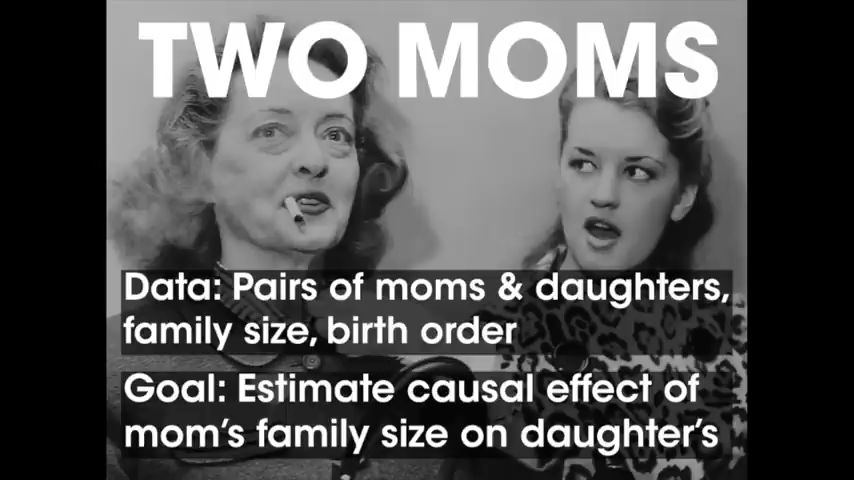 TWO MOMS
Data: Pairs of moms & daughters,
family size, birth order
Goal: Estimate causal effect of
mom’s family size on daughter’s